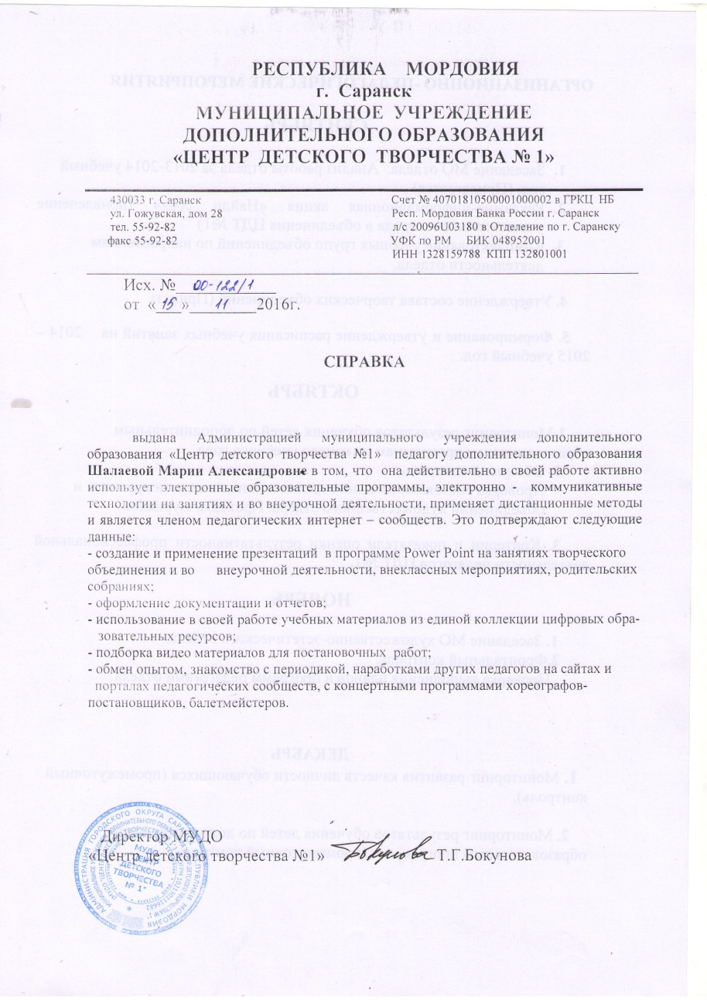 РЕСПУБЛИКА МОРДОВИЯ
г. Саранск
МУНИЦИПАЛЬНОЕ УЧРЕЖДЕНИЕ
ДОПОЛНИТЕЛЬНОГО ОБРАЗОВАНИЯ
«ЦЕНТР ДЕТСКОГО ТВОРЧЕСТВА № 1»
430033 г. Саранск
ул. Гожувская, дом 28
тел. 55-92-82
факс 55-92-82
Счет № 40701810500001000002 в ГРКЦ НБ
Респ. Мордовия Банка России г. Саранск
л/с 20096U03180 в Отделение по г. Саранску
УФК по РМ БИК 048952001
ИНН 1328159788 КПП 132801001
Исх. № 00-122/1
от «15» 11 2016г.
СПРАВКА
выдана Администрацией муниципального учреждения дополнительного
образования «Центр детского творчества №1» педагогу дополнительного образования
Шалаевой Марии Александровне в том, что она действительно в своей работе активно
использует электронные образовательные программы, электронно - коммуникативные
технологии на занятиях и во внеурочной деятельности, применяет дистанционные методы
и является членом педагогических интернет – сообществ. Это подтверждают следующие
данные:
- создание и применение презентаций в программе Power Point на занятиях творческого
объединения и во внеурочной деятельности, внеклассных мероприятиях, родительских
собраниях;
- оформление документации и отчетов;
- использование в своей работе учебных материалов из единой коллекции цифровых обра-
зовательных ресурсов;
- подборка видео материалов для постановочных работ;
- обмен опытом, знакомство с периодикой, наработками других педагогов на сайтах и
порталах педагогических сообществ, с концертными программами хореографов-
постановщиков, балетмейстеров.
Директор МУДО
«Центр детского творчества №1» Бокунова Т.Г.Бокунова
МУДО
"ЦЕНТР
ДЕТСКОГО
ТВОРЧЕСТВА
№ 1"